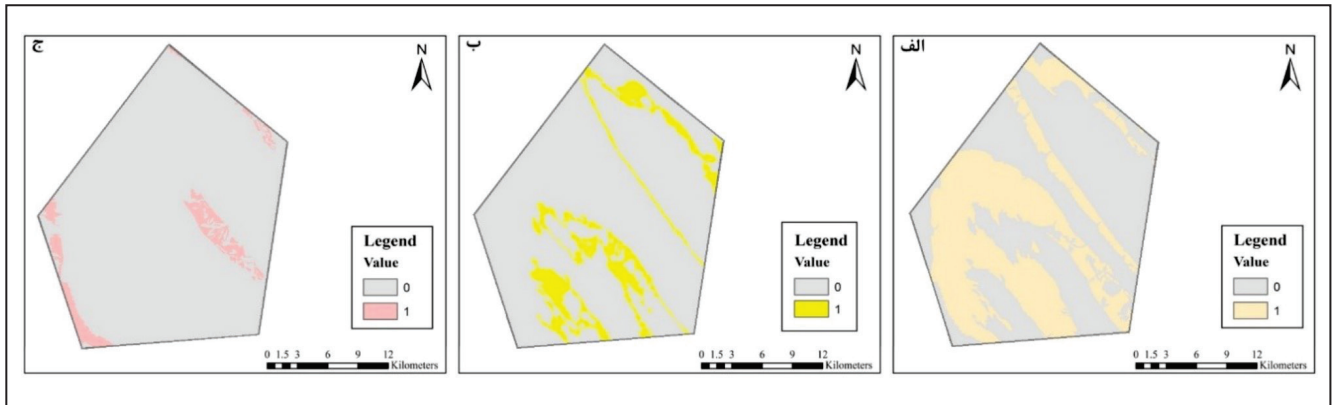 الف
N
Legend
Value
0
1
0 1.5 3 6 9 12
Kilometers
ب
N
Legend
Value
0
1
0 1.5 3 6 9 12
Kilometers
ج
N
Legend
Value
0
1
0 1.5 3 6 9 12
Kilometers